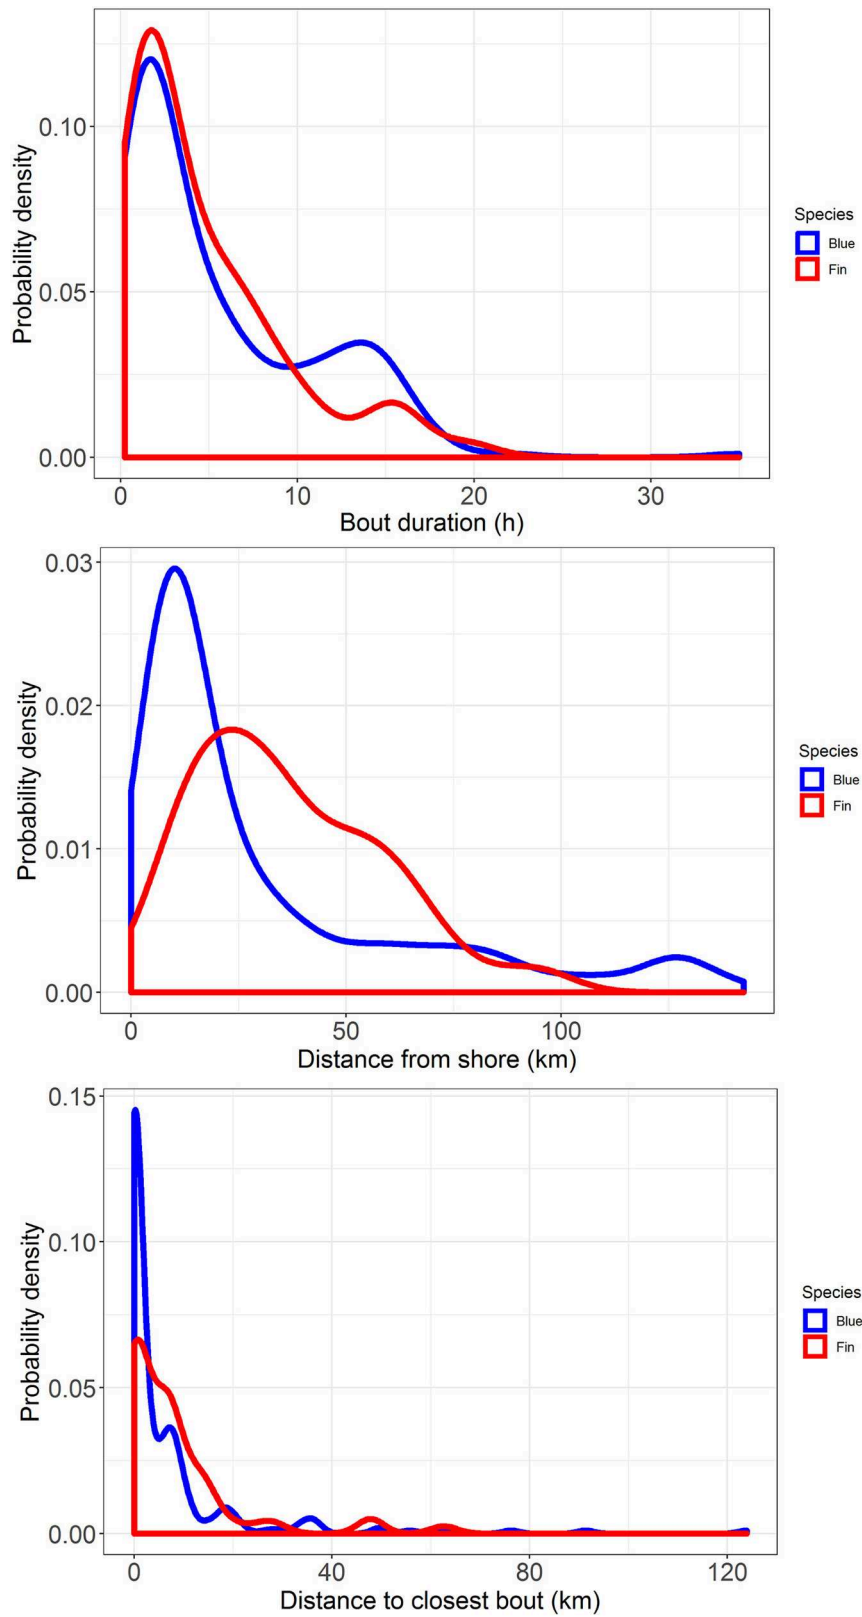 Probability density
0.10
0.05
0.00
0 10 20 30
Bout duration (h)
Species
Blue
Fin
Probability density
0.03
0.02
0.01
0.00
0 50 100
Distance from shore (km)
Species
Blue
Fin
Probability density
0.15
0.10
0.05
0.00
0 40 80 120
Distance to closest bout (km)
Species
Blue
Fin